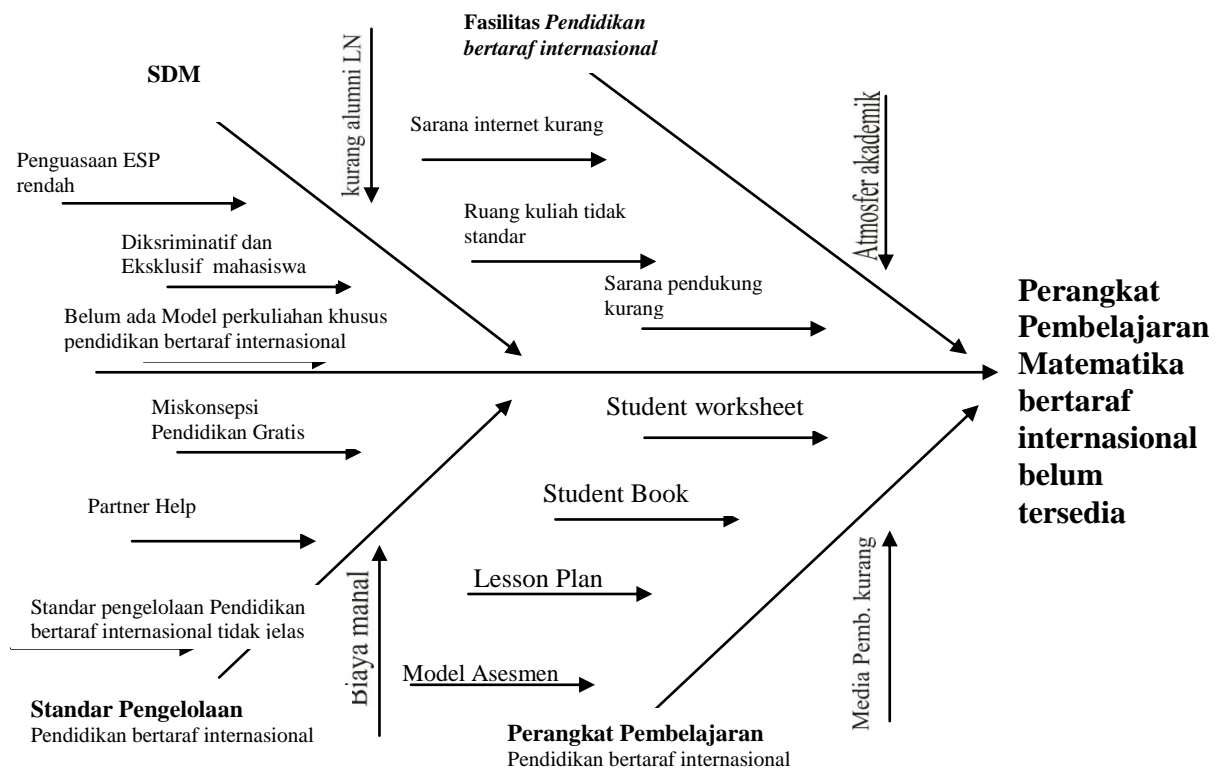 Fasilitas Pendidikan
bertaraf internasional
SDM
kurang alumni LN
Sarana internet kurang
Atmosfer akademik
Penguasaan ESP
rendah
Ruang kuliah tidak
standar
Diksriminatif dan
Eksklusif mahasiswa
Sarana pendukung
kurang
Belum ada Model perkuliahan khusus
pendidikan bertaraf internasional
Perangkat
Pembelajaran
Matematika
bertaraf
internasional
belum
tersedia
Miskonsepsi
Pendidikan Gratis
Student worksheet
Partner Help
Student Book
Standar pengelolaan Pendidikan
bertaraf internasional tidak jelas
Biaya mahal
Lesson Plan
Media Pemb. kurang
Model Asesmen
Standar Pengelolaan
Pendidikan bertaraf internasional
Perangkat Pembelajaran
Pendidikan bertaraf internasional